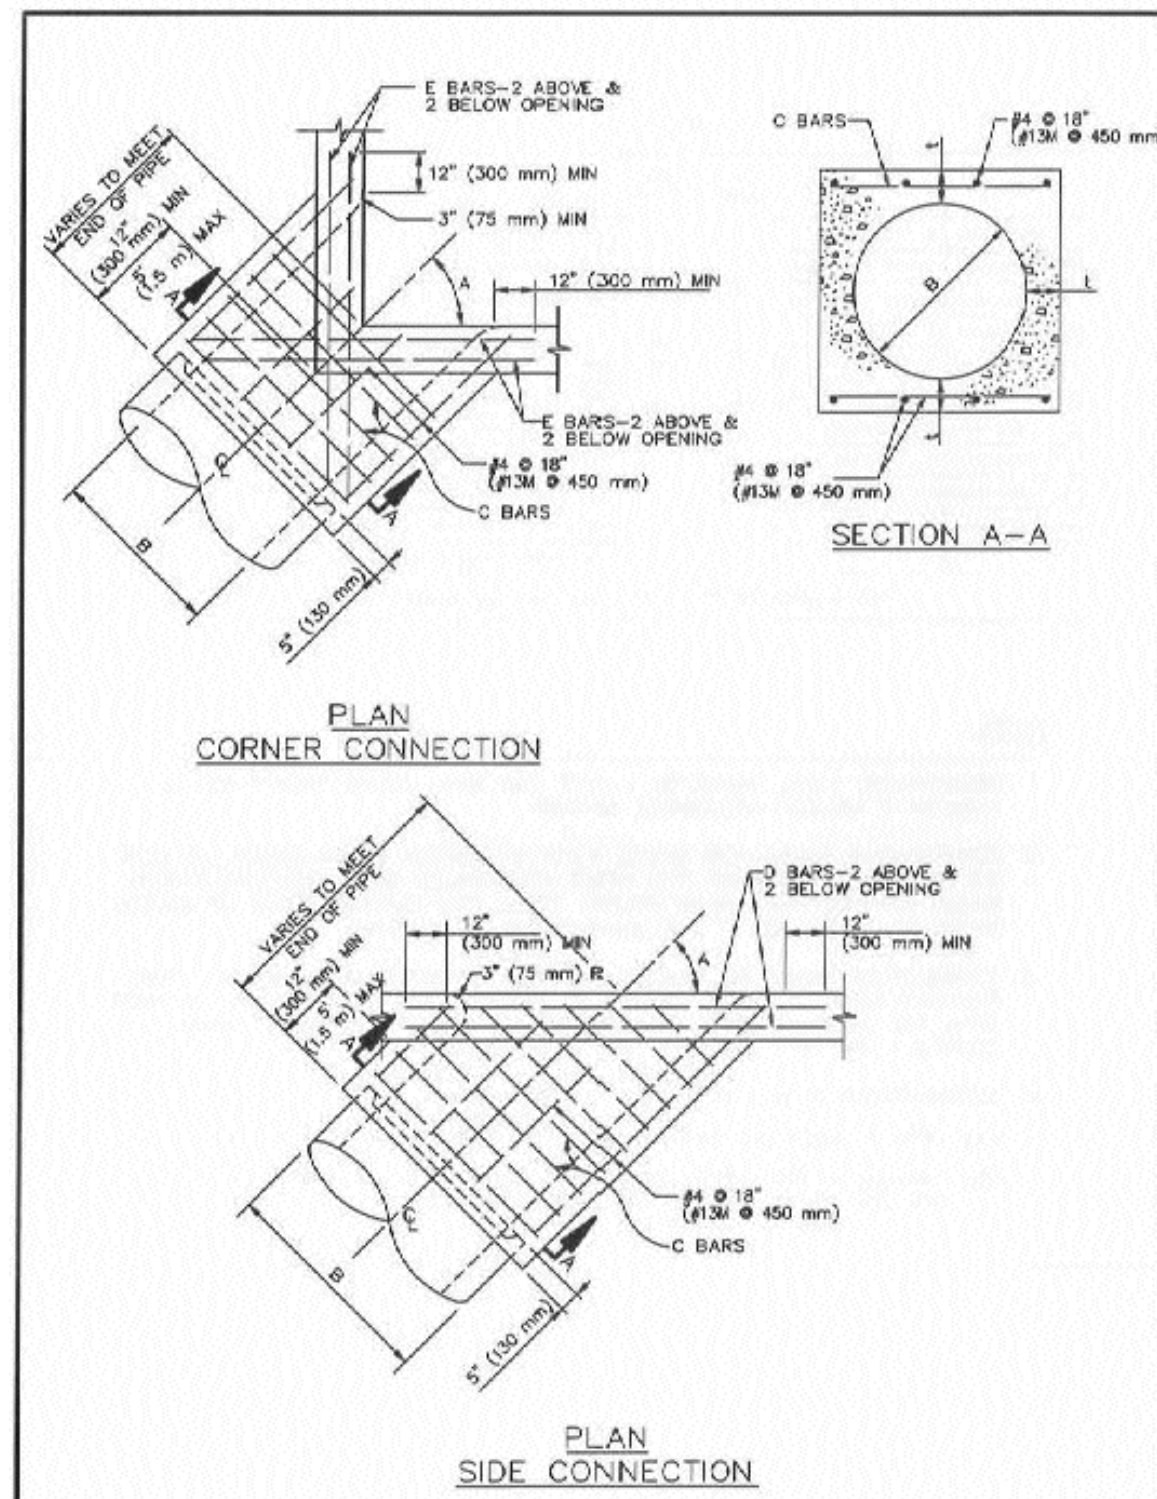 E BARS-2 ABOVE &
2 BELOW OPENING
12" (300 mm) MIN
3" (75 mm) MIN
VARIES TO MEET
END OF PIPE
12"
(300 mm) MIN
5'
(1.5 m) MAX
A
A
12" (300 mm) MIN
E BARS-2 ABOVE &
2 BELOW OPENING
#4 @ 18"
(#13M @ 450 mm)
C BARS
A
℄
B
5" (130 mm)
PLAN
CORNER CONNECTION
C BARS
#4 @ 18"
(#13M @ 450 mm
t
B
t
t
#4 @ 18"
(#13M @ 450 mm)
SECTION A-A
VARIES TO MEET
END OF PIPE
12"
(300 mm) MIN
5'
(1.5 m) MAX
A
12"
(300 mm) MIN
3" (75 mm) R
A
D BARS-2 ABOVE &
2 BELOW OPENING
12"
(300 mm) MIN
#4 @ 18"
(#13M @ 450 mm)
C BARS
A
℄
B
5" (130 mm)
PLAN
SIDE CONNECTION